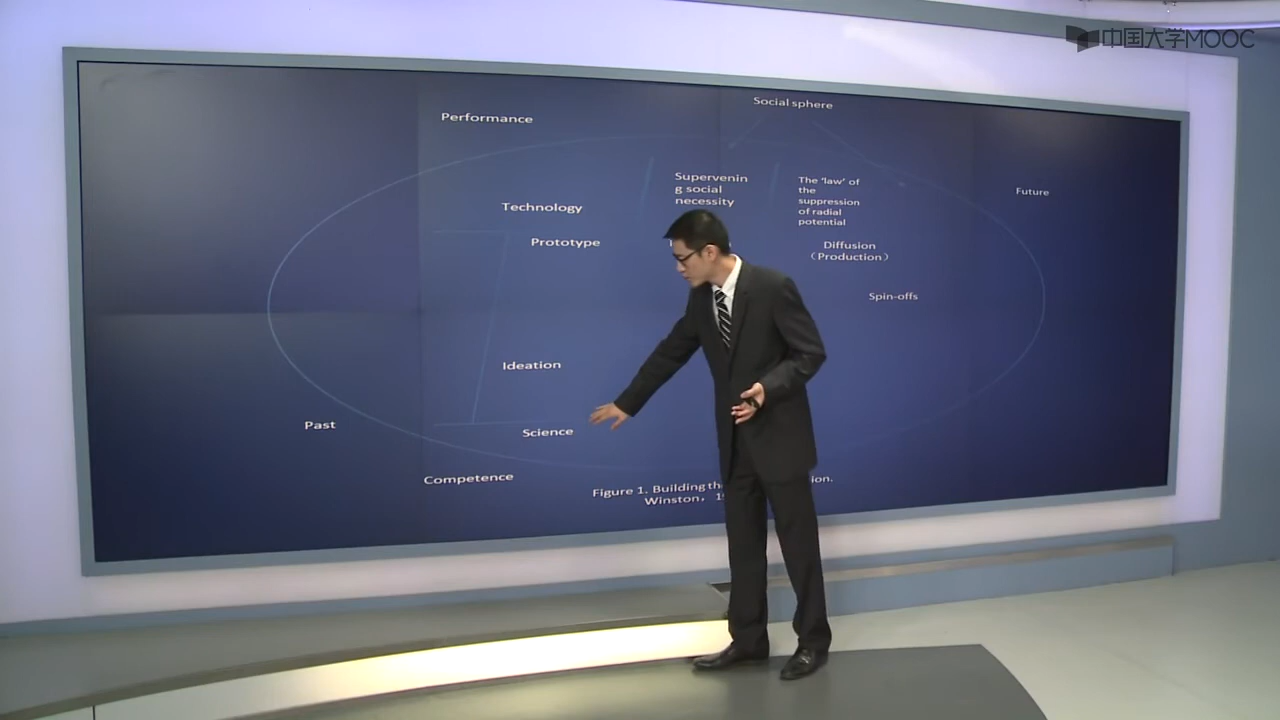 中国大学MOOC
Social sphere
Performance
Supervenin
g social
necessity
The ‘law’ of
the
suppression
of radial
potential
Future
Technology
Prototype
Diffusion
（Production）
Spin-offs
Ideation
Past
Science
Competence
Figure 1. Building
Winston，